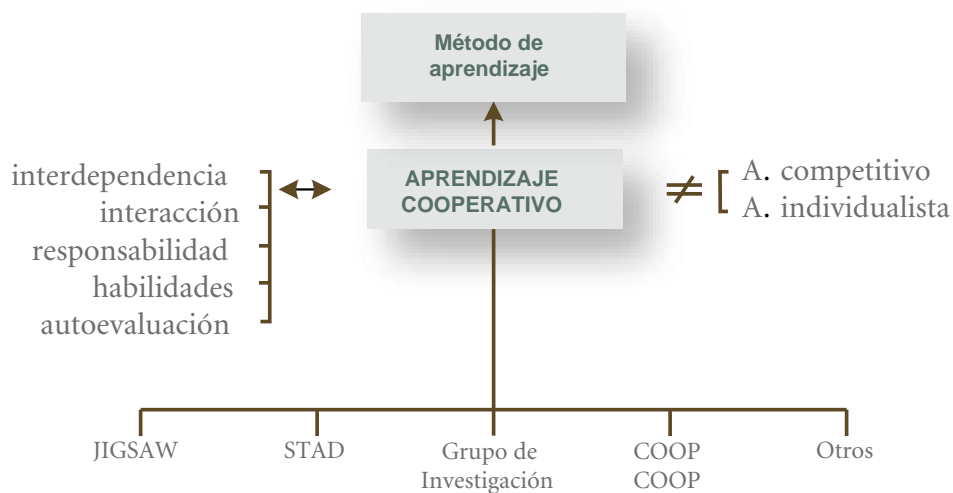 Método de
aprendizaje
interdependencia
interacción
responsabilidad
habilidades
autoevaluación
APRENDIZAJE
COOPERATIVO
≠
A. competitivo
A. individualista
JIGSAW
STAD
Grupo de
Investigación
COOP
COOP
Otros